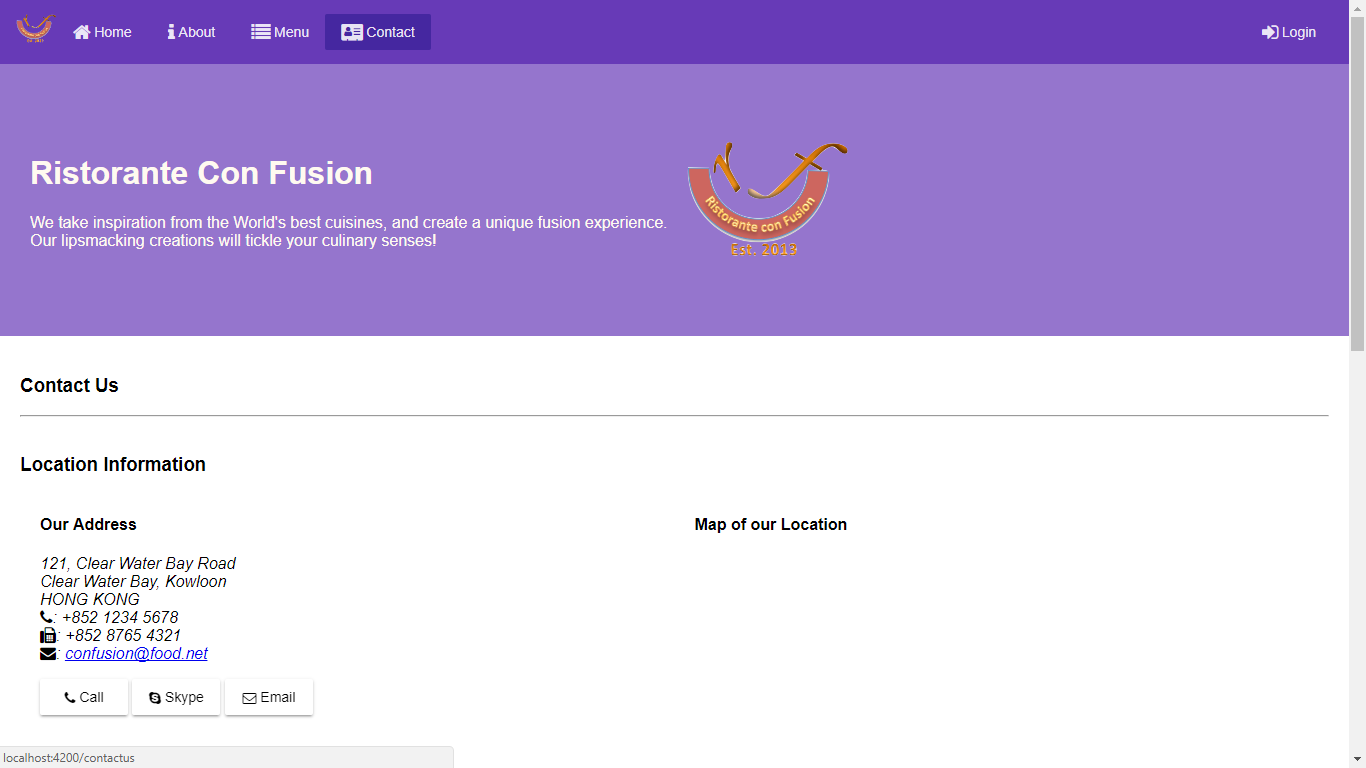 Home
About
Menu
Contact
Login
Ristorante Con Fusion
We take inspiration from the World's best cuisines, and create a unique fusion experience.
Our lipsmacking creations will tickle your culinary senses!
Ristorante con Fusion
Est. 2013
Contact Us
Location Information
Our Address
121, Clear Water Bay Road
Clear Water Bay, Kowloon
HONG KONG
: +852 1234 5678
: +852 8765 4321
: confusion@food.net
Call
Skype
Email
Map of our Location
localhost:4200/contactus